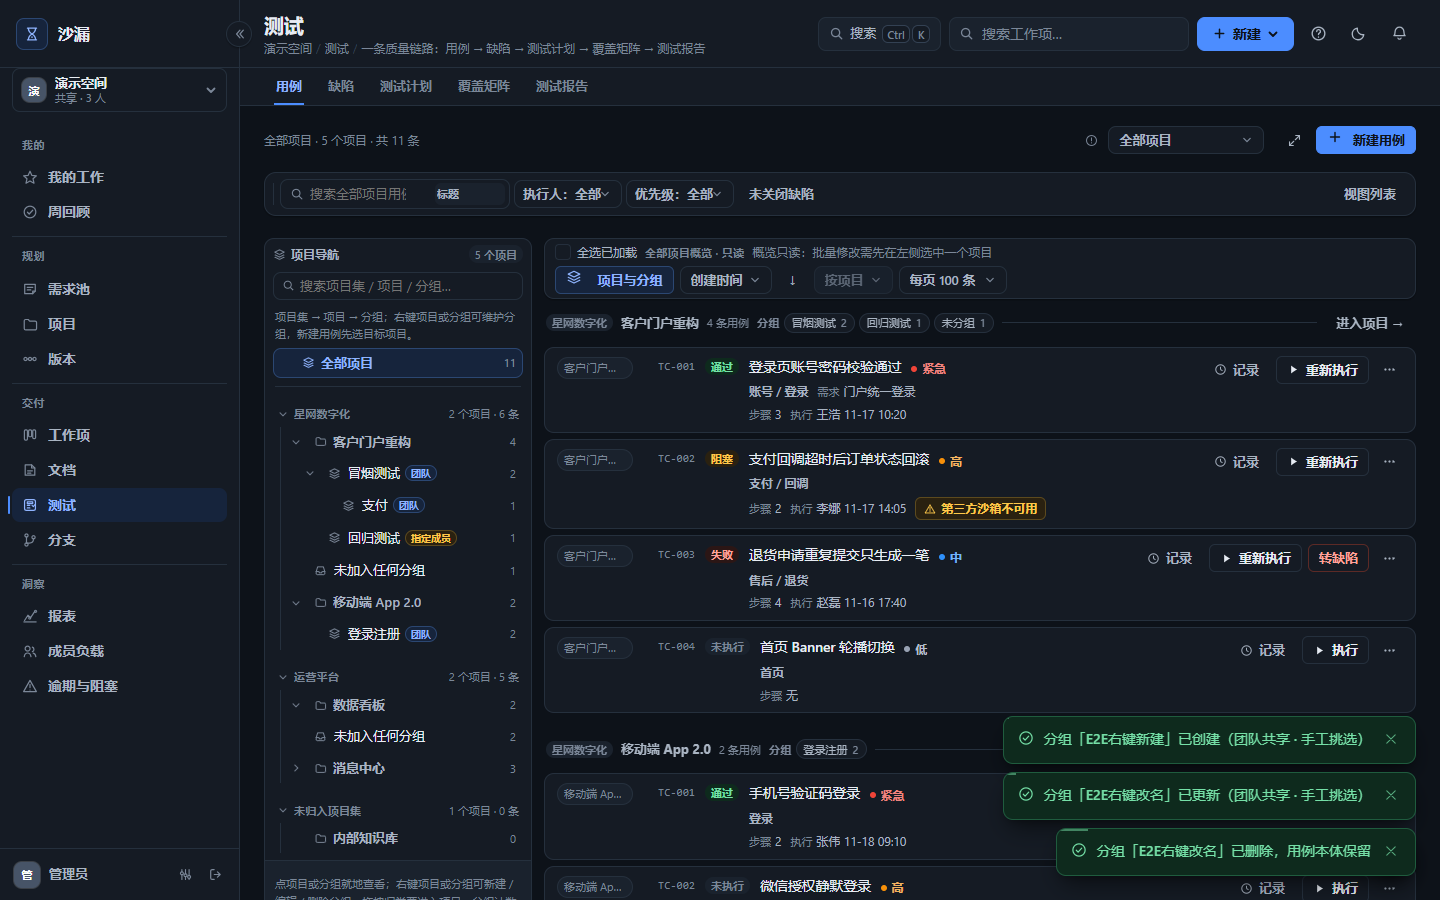 沙漏
演
演示空间
共享 · 3 人
我的
我的工作
周回顾
规划
需求池
项目
版本
交付
工作项
文档
测试
分支
洞察
报表
成员负载
逾期与阻塞
管
管理员
测试
演示空间 / 测试 / 一条质量链路：用例 → 缺陷 → 测试计划 → 覆盖矩阵 → 测试报告
搜索 Ctrl K
搜索工作项...
新建
用例 缺陷 测试计划 覆盖矩阵 测试报告
全部项目 · 5 个项目 · 共 11 条
全部项目
新建用例
搜索全部项目用例 标题 执行人：全部 优先级：全部 未关闭缺陷 视图列表
项目导航 5 个项目
搜索项目集 / 项目 / 分组...
项目集 → 项目 → 分组；右键项目或分组可维护分
组，新建用例先选目标项目。
全部项目 11
星网数字化 2 个项目 · 6 条
客户门户重构 4
冒烟测试 团队 2
支付 团队 1
回归测试 指定成员 1
未加入任何分组 1
移动端 App 2.0 2
登录注册 团队 2
运营平台 2 个项目 · 5 条
数据看板 2
未加入任何分组 2
消息中心 3
未归入项目集 1 个项目 · 0 条
内部知识库 0
点项目或分组就地查看；右键项目或分组可新建 /
全选已加载 全部项目概览 · 只读 概览只读：批量修改需先在左侧选中一个项目
项目与分组 创建时间 ↓ 按项目 每页 100 条
星网数字化 客户门户重构 4 条用例 分组 冒烟测试 2 回归测试 1 未分组 1 进入项目 →
客户门户... TC-001 通过 登录页账号密码校验通过 紧急 记录 重新执行 ···
账号 / 登录 需求 门户统一登录
步骤 3 执行 王浩 11-17 10:20
客户门户... TC-002 阻塞 支付回调超时后订单状态回滚 高 记录 重新执行 ···
支付 / 回调
步骤 2 执行 李娜 11-17 14:05 第三方沙箱不可用
客户门户... TC-003 失败 退货申请重复提交只生成一笔 中 记录 重新执行 转缺陷 ···
售后 / 退货
步骤 4 执行 赵磊 11-16 17:40
客户门户... TC-004 未执行 首页 Banner 轮播切换 低 记录 执行 ···
首页
步骤 无
星网数字化 移动端 App 2.0 2 条用例 分组 登录注册 2
移动端 Ap... TC-001 通过 手机号验证码登录 紧急
登录
步骤 2 执行 张伟 11-18 09:10
移动端 Ap... TC-002 未执行 微信授权静默登录 高 记录 执行 ···
分组「E2E右键新建」已创建（团队共享 · 手工挑选）
分组「E2E右键改名」已更新（团队共享 · 手工挑选）
分组「E2E右键改名」已删除，用例本体保留